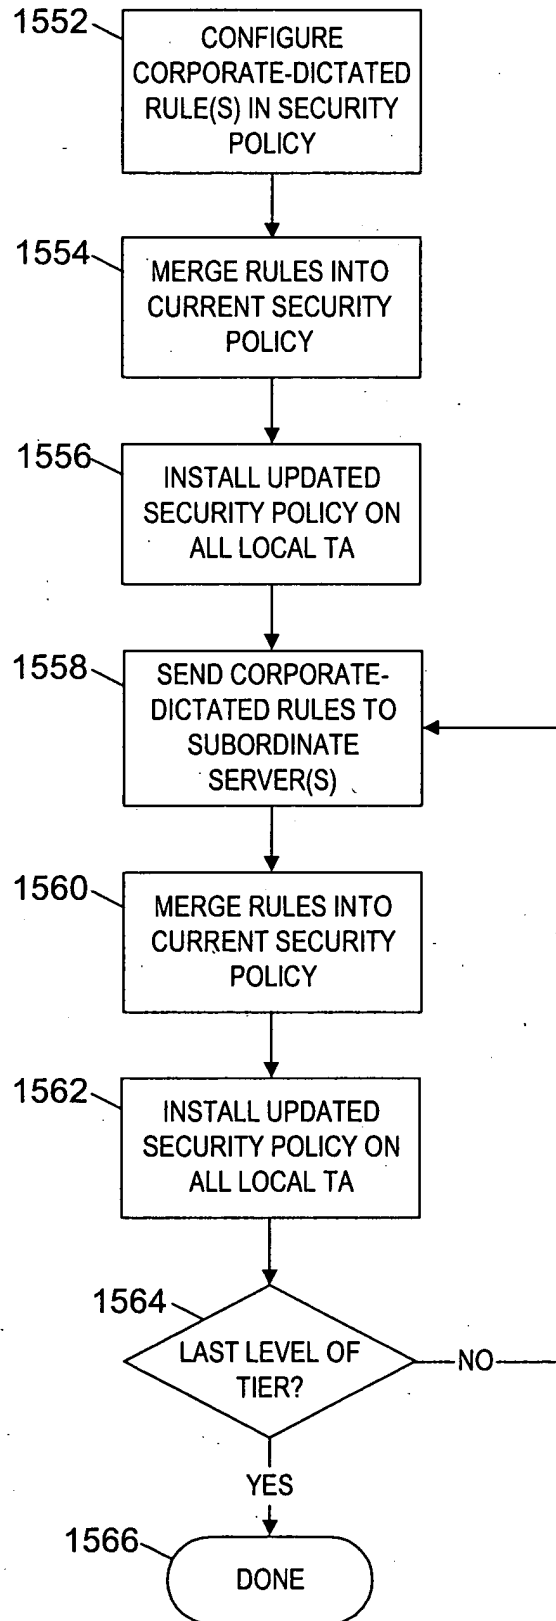 1552
CONFIGURE
CORPORATE-DICTATED
RULE(S) IN SECURITY
POLICY
1554
MERGE RULES INTO
CURRENT SECURITY
POLICY
1556
INSTALL UPDATED
SECURITY POLICY ON
ALL LOCAL TA
1558
SEND CORPORATE-
DICTATED RULES TO
SUBORDINATE
SERVER(S)
1560
MERGE RULES INTO
CURRENT SECURITY
POLICY
1562
INSTALL UPDATED
SECURITY POLICY ON
ALL LOCAL TA
1564
LAST LEVEL OF
TIER?
NO
YES
1566
DONE